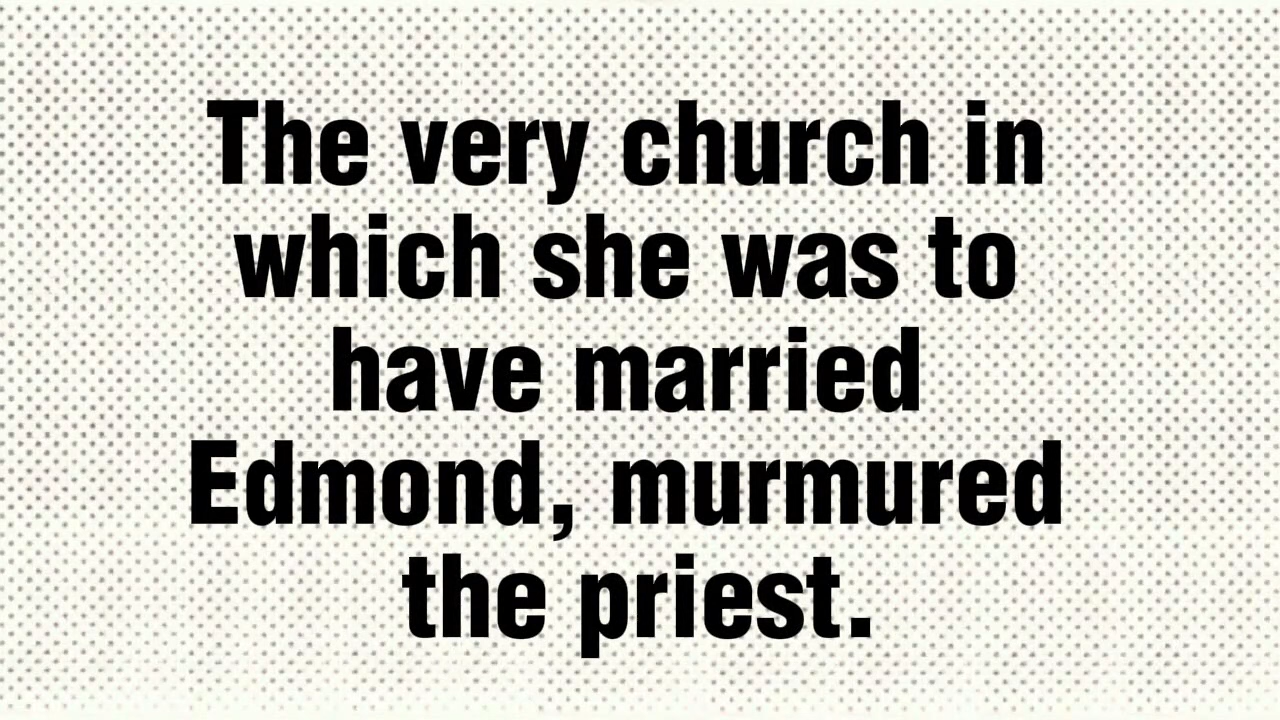 The very church in
which she was to
have married
Edmond, murmured
the priest.